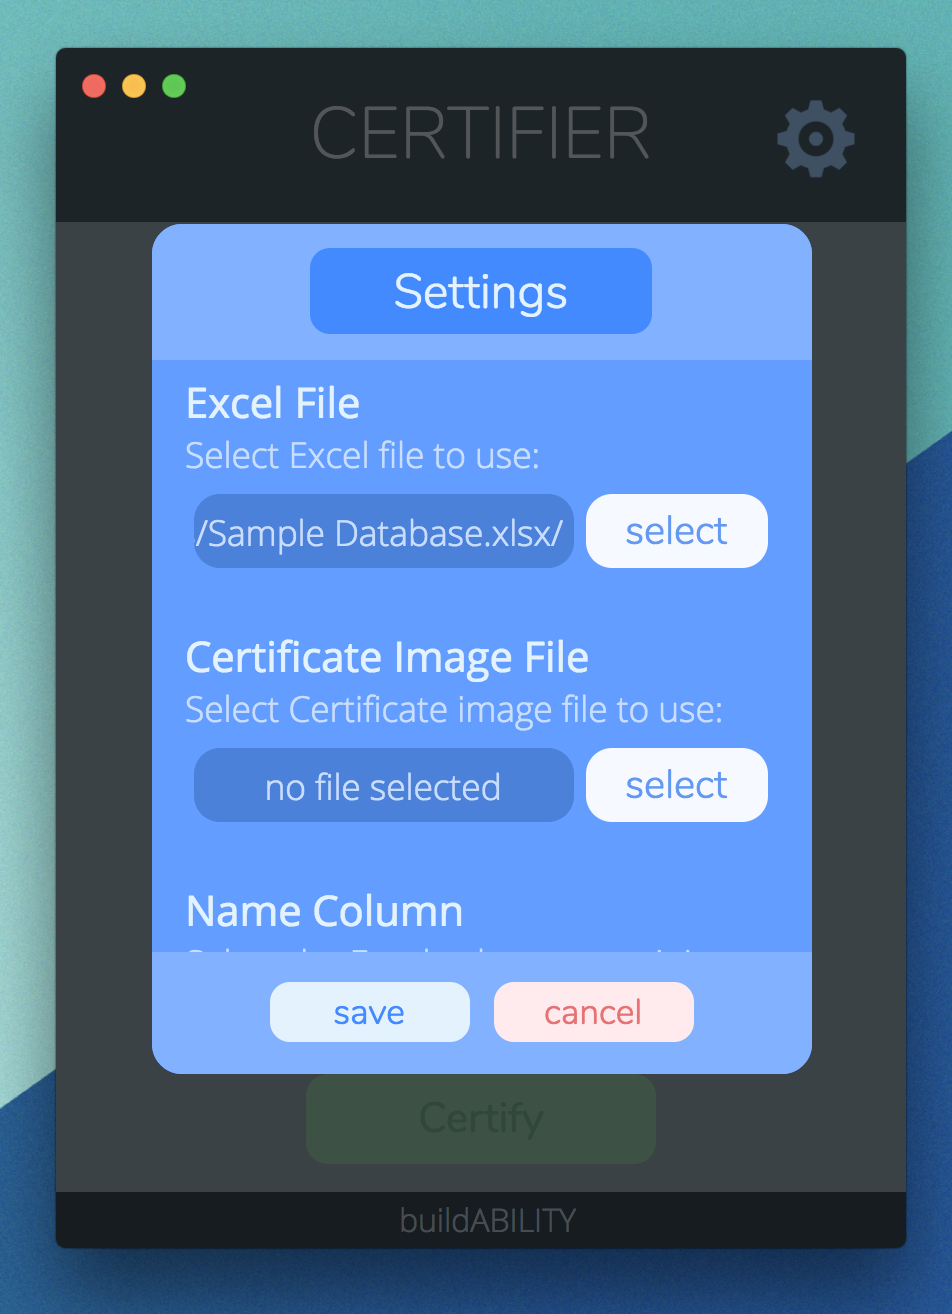 CERTIFIER
Settings
Excel File
Select Excel file to use:
/Sample Database.xlsx/
select
Certificate Image File
Select Certificate image file to use:
no file selected
select
Name Column
save
cancel
Certify
buildABILITY